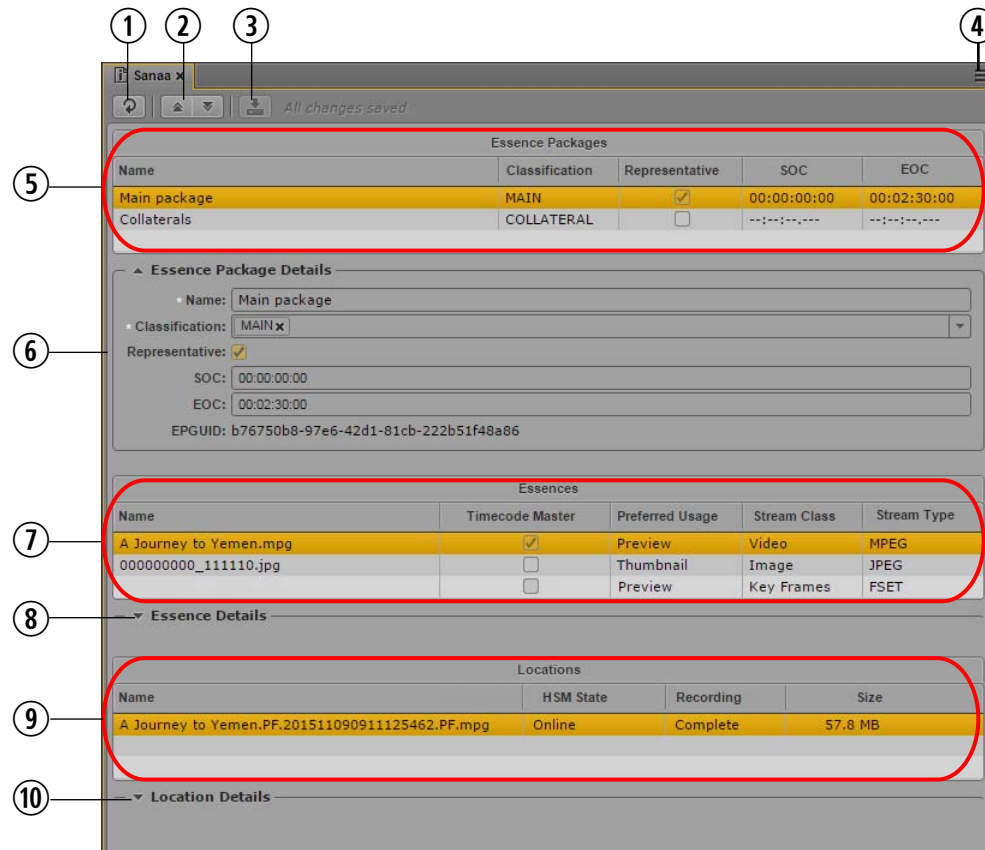 1 2 3 4
Sanaa
All changes saved
Essence Packages
Name Classification Representative SOC EOC
5
Main package MAIN 00:00:00:00 00:02:30:00
Collaterals COLLATERAL --:--:--.--- --:--:--.---
Essence Package Details
* Name: Main package
* Classification: MAIN
6
Representative:
SOC: 00:00:00:00
EOC: 00:02:30:00
EPGUID: b76750b8-97e6-42d1-81cb-222b51f48a86
Essences
Name Timecode Master Preferred Usage Stream Class Stream Type
7
A Journey to Yemen.mpg Preview Video MPEG
000000000_111110.jpg Thumbnail Image JPEG
Preview Key Frames FSET
8
Essence Details
Locations
Name HSM State Recording Size
9
A Journey to Yemen.PF.201511090911125462.PF.mpg Online Complete 57.8 MB
10
Location Details